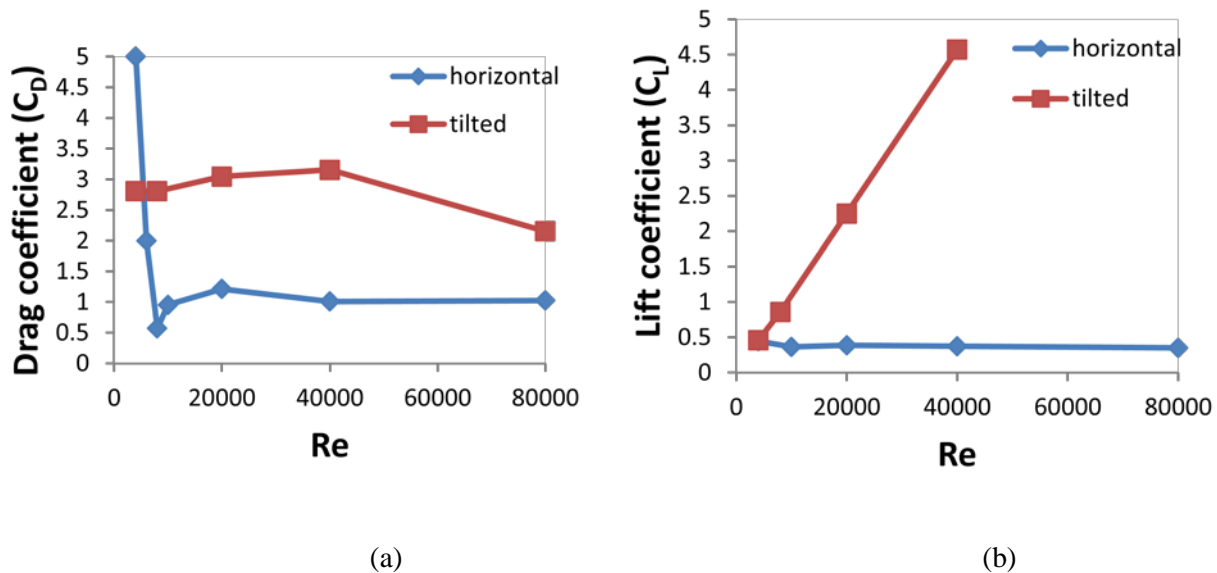 Drag coefficient (CD)
5
4.5
4
3.5
3
2.5
2
1.5
1
0.5
0
horizontal
tilted
0 20000 40000 60000 80000
Re
(a)
Lift coefficient (CL)
5
4.5
4
3.5
3
2.5
2
1.5
1
0.5
0
horizontal
tilted
0 20000 40000 60000 80000
Re
(b)